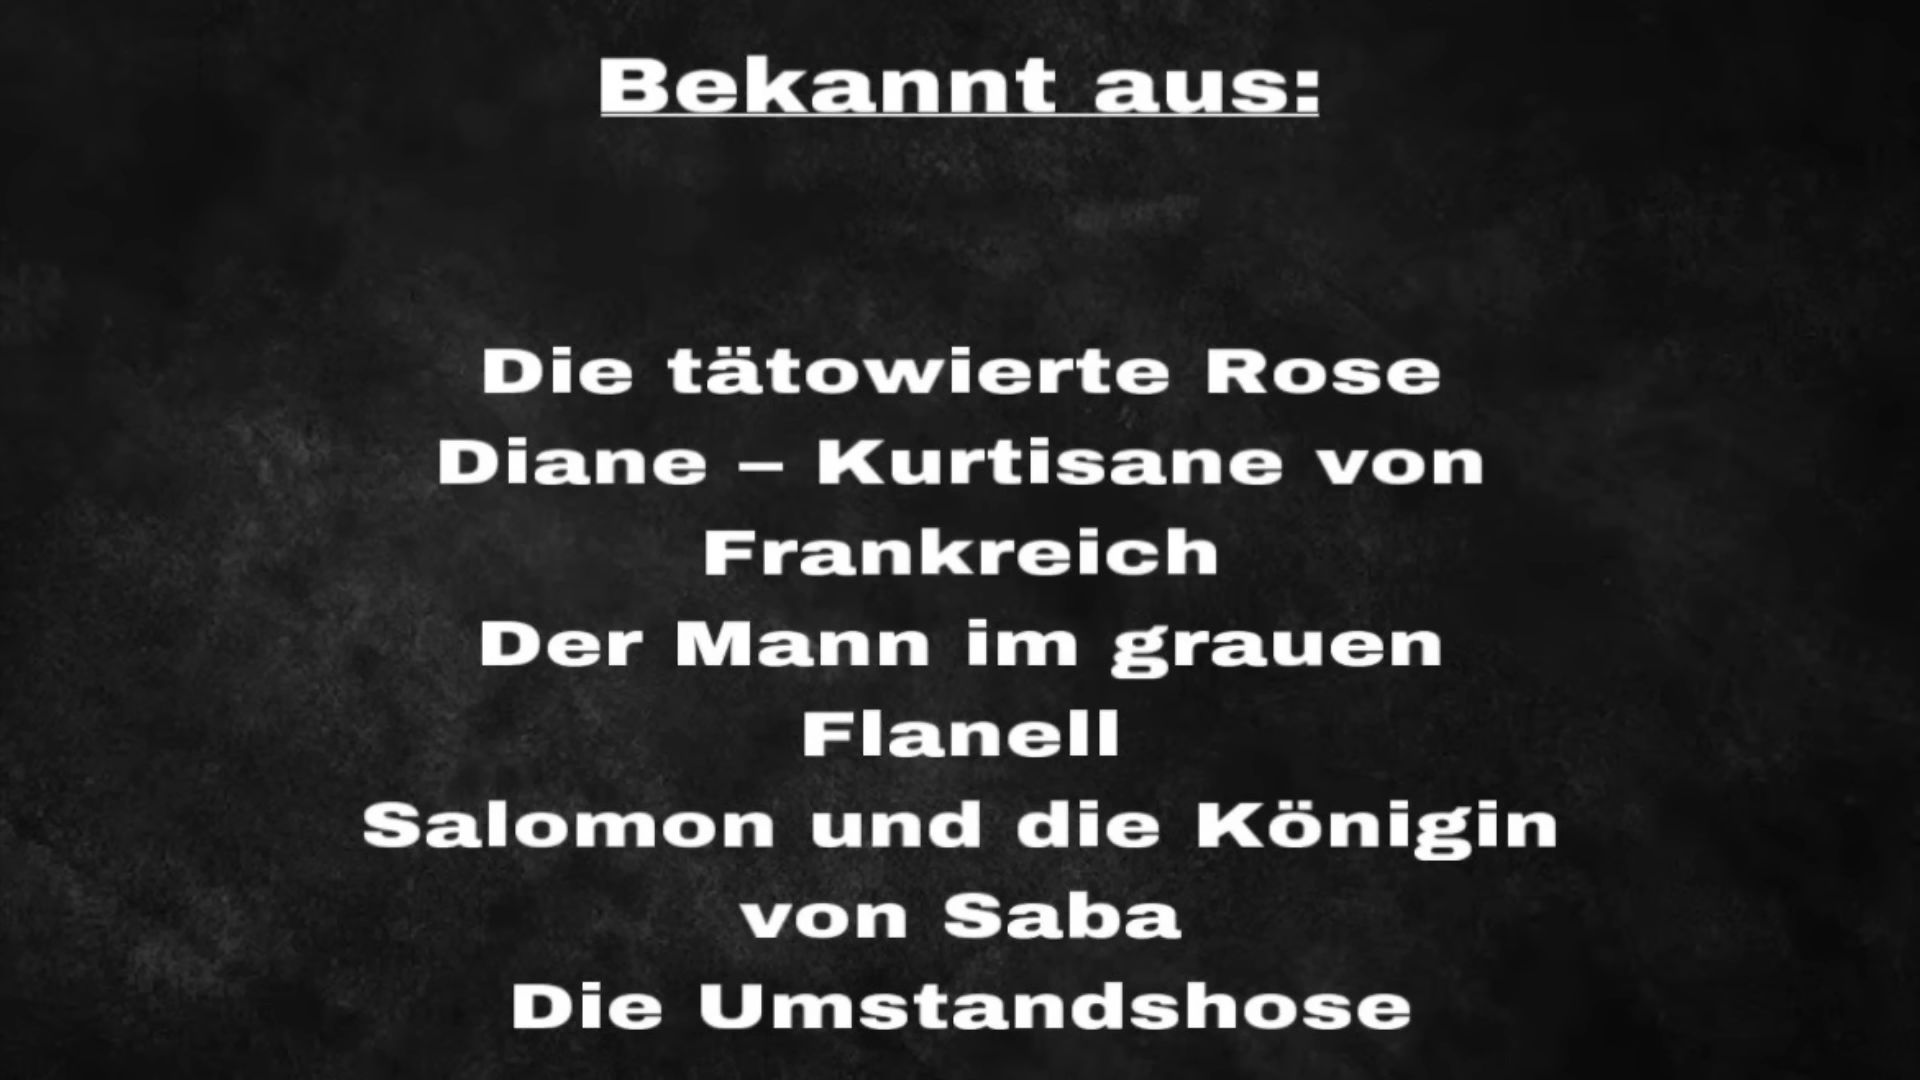 Bekannt aus:
Die tätowierte Rose
Diane – Kurtisane von
Frankreich
Der Mann im grauen
Flanell
Salomon und die Königin
von Saba
Die Umstandshose